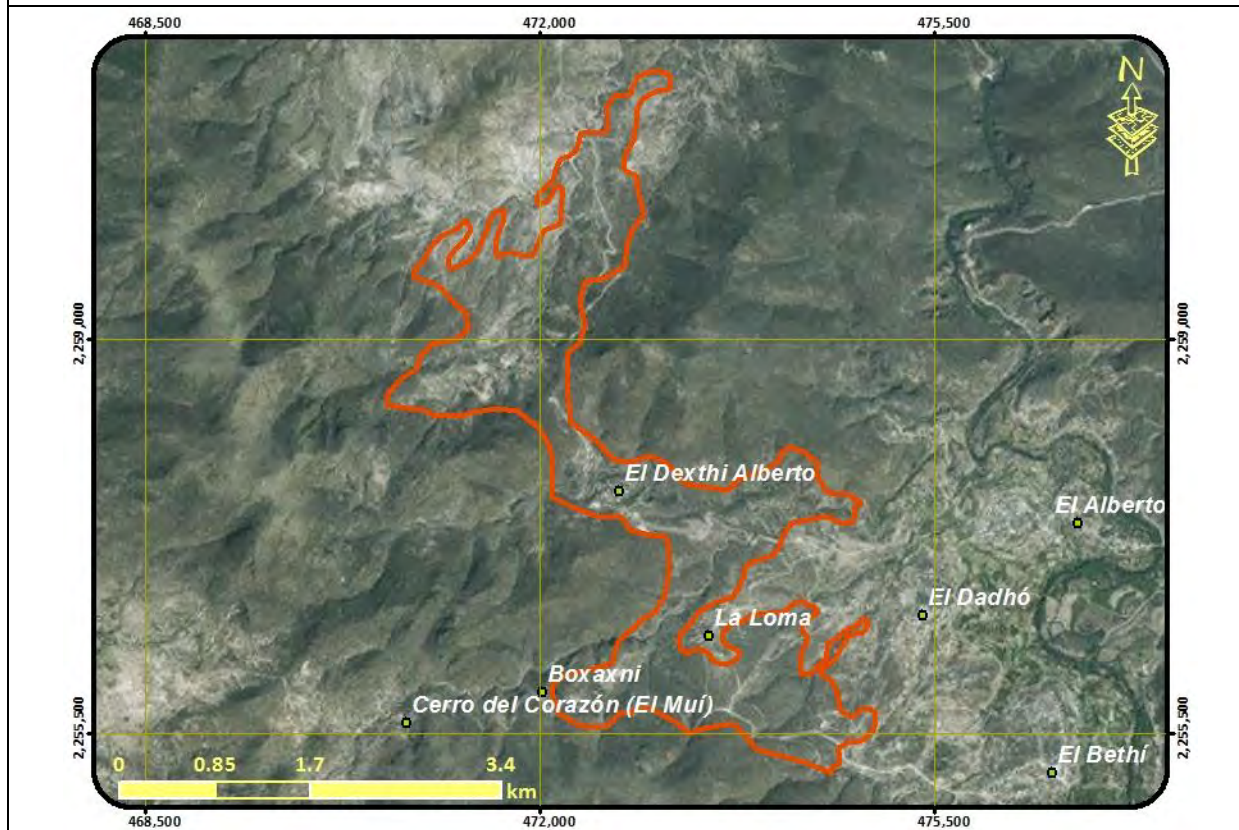 468,500 472,000 475,500
N
2,259,000 2,259,000
El Dexthi Alberto
El Alberto
El Dadhó
La Loma
Boxaxni
Cerro del Corazón (El Muí)
2,255,500 2,255,500
El Bethí
0 0.85 1.7 3.4
km
468,500 472,000 475,500